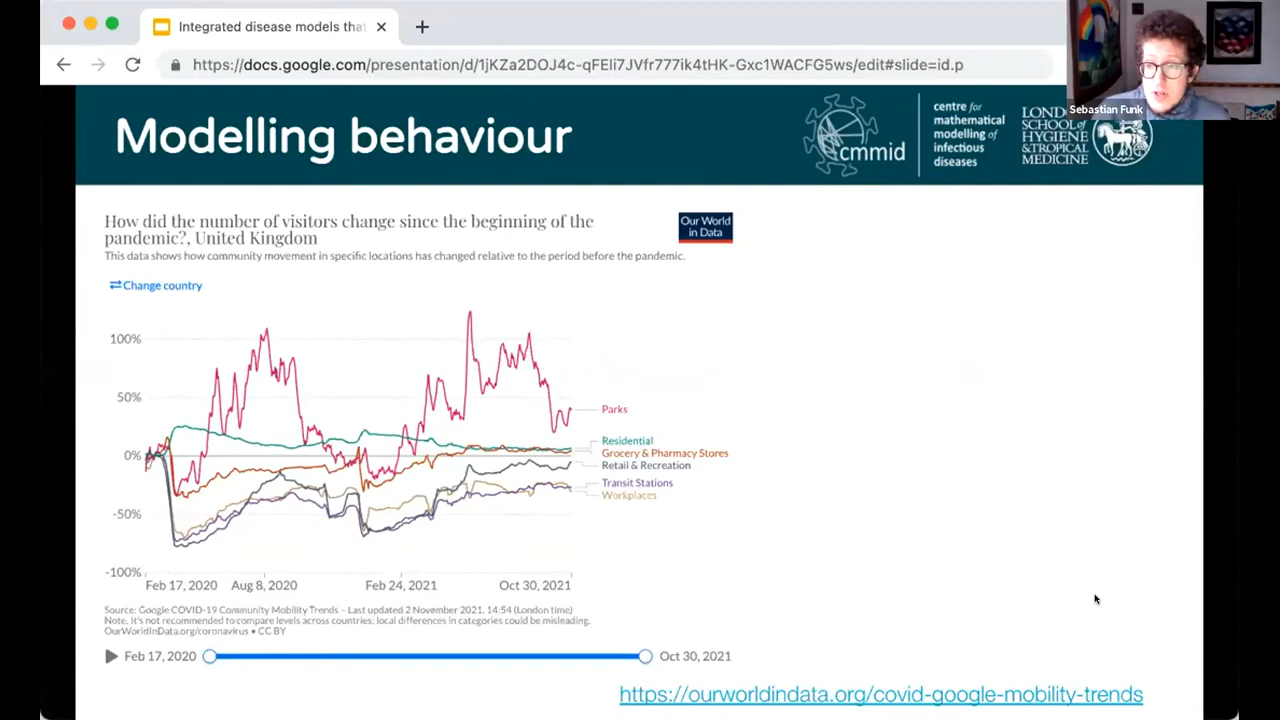 Integrated disease models tha
https://docs.google.com/presentation/d/1jKZa2DOJ4c-qFEli7JVfr777ik4tHK-Gxc1WACFG5ws/edit#slide=id.p
Sebastian Funk
Modelling behaviour
cmmid
centre for
mathematical
modelling of
infectious
diseases
LOND
SCHOOL of
HYGIENE
& TROPICAL
MEDICINE
How did the number of visitors change since the beginning of the
pandemic?, United Kingdom
Our World
in Data
This data shows how community movement in specific locations has changed relative to the period before the pandemic.
Change country
100%
50%
0%
-50%
-100%
Parks
Residential
Grocery & Pharmacy Stores
Retail & Recreation
Transit Stations
Workplaces
Feb 17, 2020
Aug 8, 2020
Feb 24, 2021
Oct 30, 2021
Source: Google COVID-19 Community Mobility Trends – Last updated 2 November 2021, 14:54 (London time)
Note: It's not recommended to compare levels across countries; local differences in categories could be misleading.
OurWorldInData.org/coronavirus • CC BY
Feb 17, 2020
Oct 30, 2021
https://ourworldindata.org/covid-google-mobility-trends